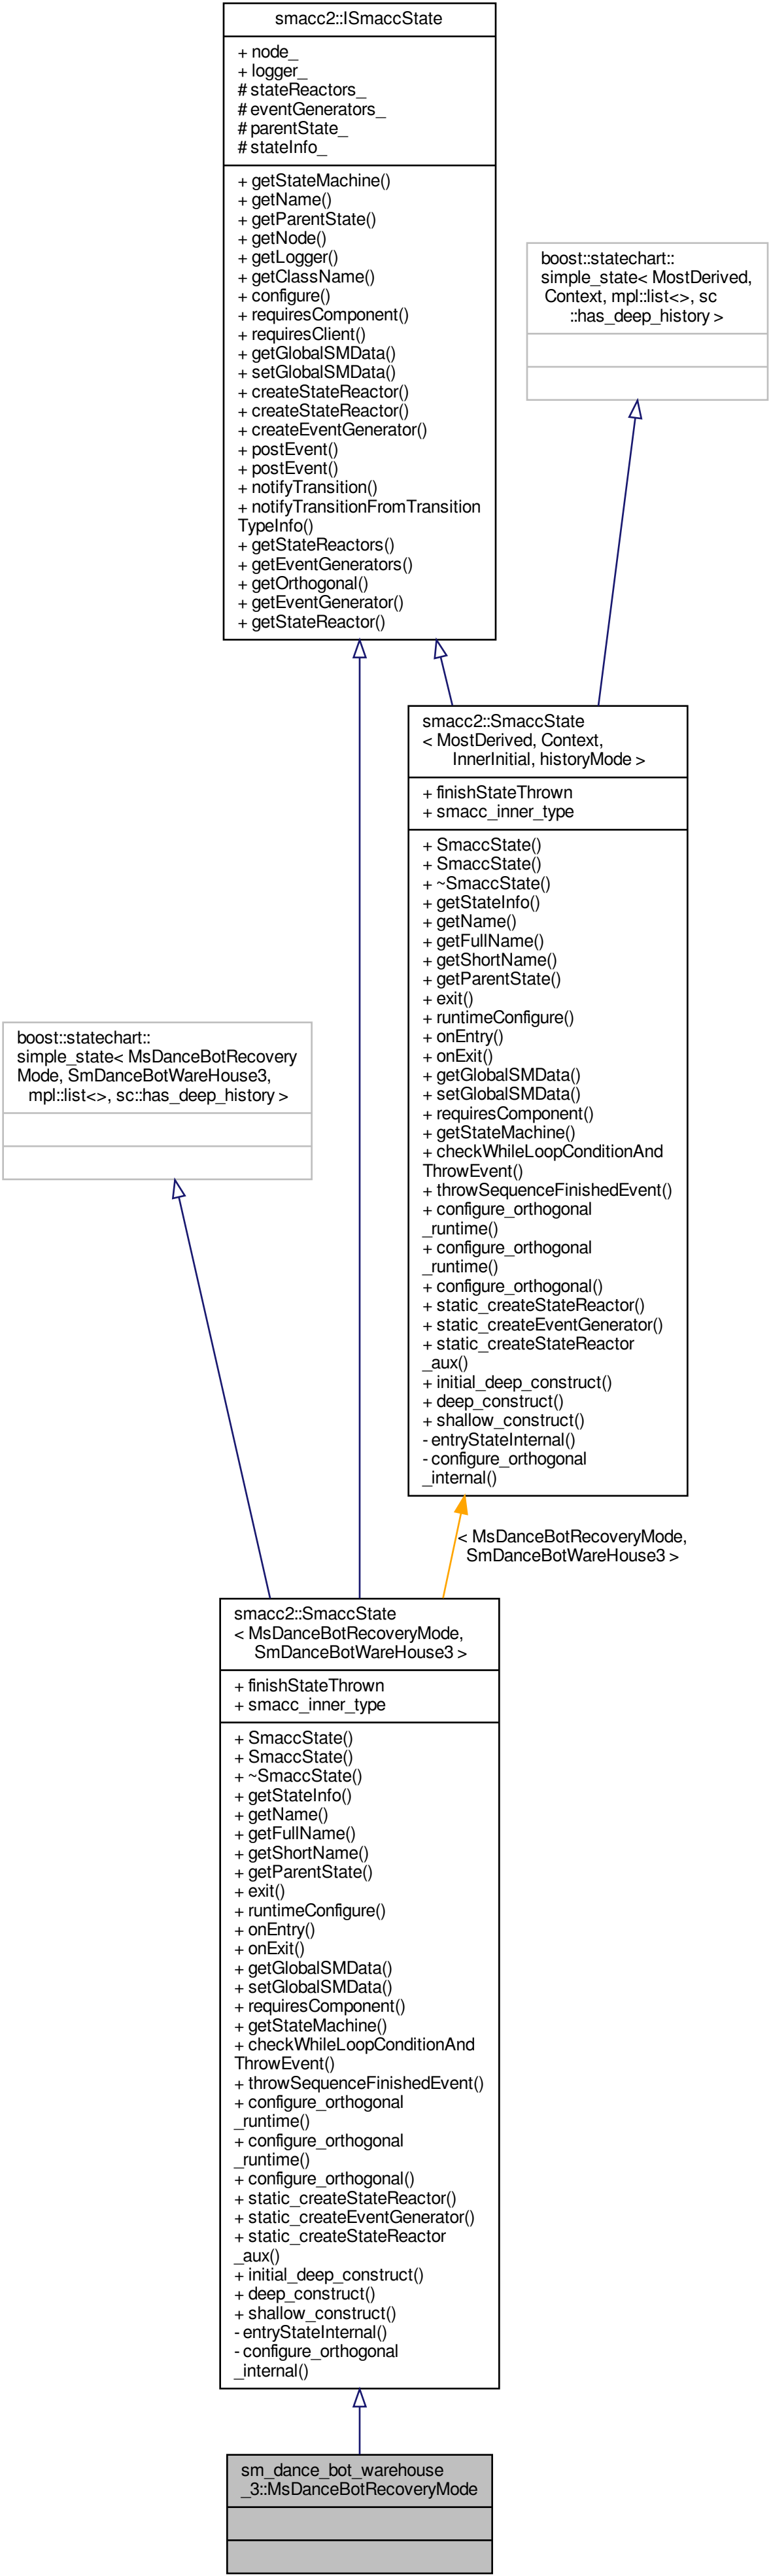 smacc2::ISmaccState
+ node_
+ logger_
# stateReactors_
# eventGenerators_
# parentState_
# stateInfo_
+ getStateMachine()
+ getName()
+ getParentState()
+ getNode()
+ getLogger()
+ getClassName()
+ configure()
+ requiresComponent()
+ requiresClient()
+ getGlobalSMData()
+ setGlobalSMData()
+ createStateReactor()
+ createStateReactor()
+ createEventGenerator()
+ postEvent()
+ postEvent()
+ notifyTransition()
+ notifyTransitionFromTransition
TypeInfo()
+ getStateReactors()
+ getEventGenerators()
+ getOrthogonal()
+ getEventGenerator()
+ getStateReactor()
boost::statechart::
simple_state< MostDerived,
Context, mpl::list<>, sc
::has_deep_history >
smacc2::SmaccState
< MostDerived, Context,
InnerInitial, historyMode >
+ finishStateThrown
+ smacc_inner_type
+ SmaccState()
+ SmaccState()
+ ~SmaccState()
+ getStateInfo()
+ getName()
+ getFullName()
+ getShortName()
+ getParentState()
+ exit()
+ runtimeConfigure()
+ onEntry()
+ onExit()
+ getGlobalSMData()
+ setGlobalSMData()
+ requiresComponent()
+ getStateMachine()
+ checkWhileLoopConditionAnd
ThrowEvent()
+ throwSequenceFinishedEvent()
+ configure_orthogonal
_runtime()
+ configure_orthogonal
_runtime()
+ configure_orthogonal()
+ static_createStateReactor()
+ static_createEventGenerator()
+ static_createStateReactor
_aux()
+ initial_deep_construct()
+ deep_construct()
+ shallow_construct()
- entryStateInternal()
- configure_orthogonal
_internal()
boost::statechart::
simple_state< MsDanceBotRecovery
Mode, SmDanceBotWareHouse3,
mpl::list<>, sc::has_deep_history >
< MsDanceBotRecoveryMode,
SmDanceBotWareHouse3 >
smacc2::SmaccState
< MsDanceBotRecoveryMode,
SmDanceBotWareHouse3 >
+ finishStateThrown
+ smacc_inner_type
+ SmaccState()
+ SmaccState()
+ ~SmaccState()
+ getStateInfo()
+ getName()
+ getFullName()
+ getShortName()
+ getParentState()
+ exit()
+ runtimeConfigure()
+ onEntry()
+ onExit()
+ getGlobalSMData()
+ setGlobalSMData()
+ requiresComponent()
+ getStateMachine()
+ checkWhileLoopConditionAnd
ThrowEvent()
+ throwSequenceFinishedEvent()
+ configure_orthogonal
_runtime()
+ configure_orthogonal
_runtime()
+ configure_orthogonal()
+ static_createStateReactor()
+ static_createEventGenerator()
+ static_createStateReactor
_aux()
+ initial_deep_construct()
+ deep_construct()
+ shallow_construct()
- entryStateInternal()
- configure_orthogonal
_internal()
sm_dance_bot_warehouse
_3::MsDanceBotRecoveryMode